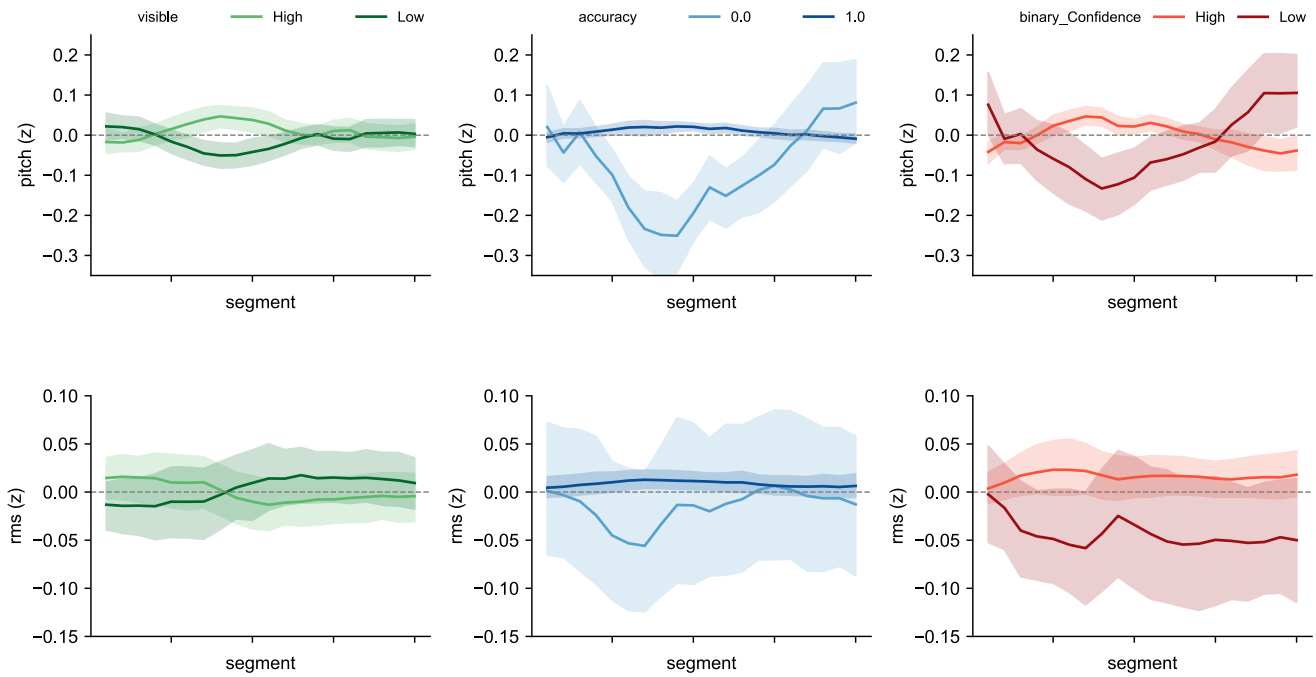 visible High Low
accuracy 0.0 1.0
binary_Confidence High Low
0.2
0.1
0.0
−0.1
−0.2
−0.3
pitch (z)
segment
0.2
0.1
0.0
−0.1
−0.2
−0.3
pitch (z)
segment
0.2
0.1
0.0
−0.1
−0.2
−0.3
pitch (z)
segment
0.10
0.05
0.00
−0.05
−0.10
−0.15
rms (z)
segment
0.10
0.05
0.00
−0.05
−0.10
−0.15
rms (z)
segment
0.10
0.05
0.00
−0.05
−0.10
−0.15
rms (z)
segment